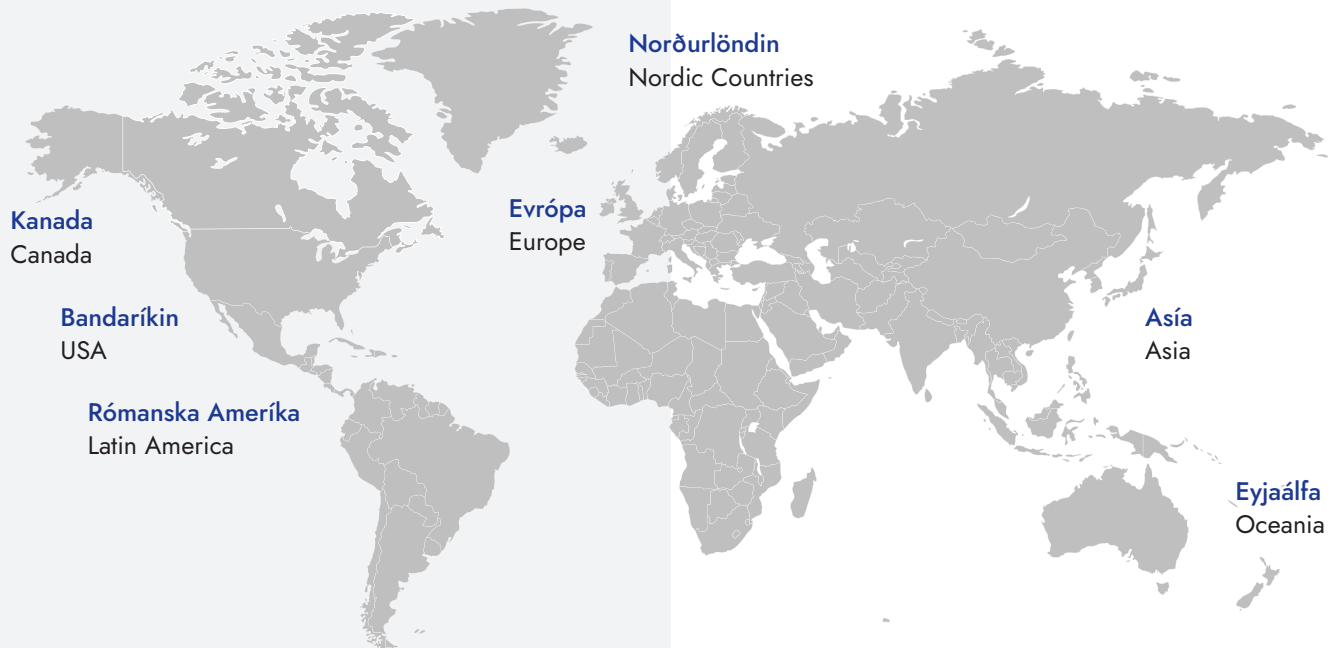 Norðurlöndin
Nordic Countries
Kanada
Canada
Evrópa
Europe
Bandaríkin
USA
Asía
Asia
Rómanska Ameríka
Latin America
Eyjaálfa
Oceania